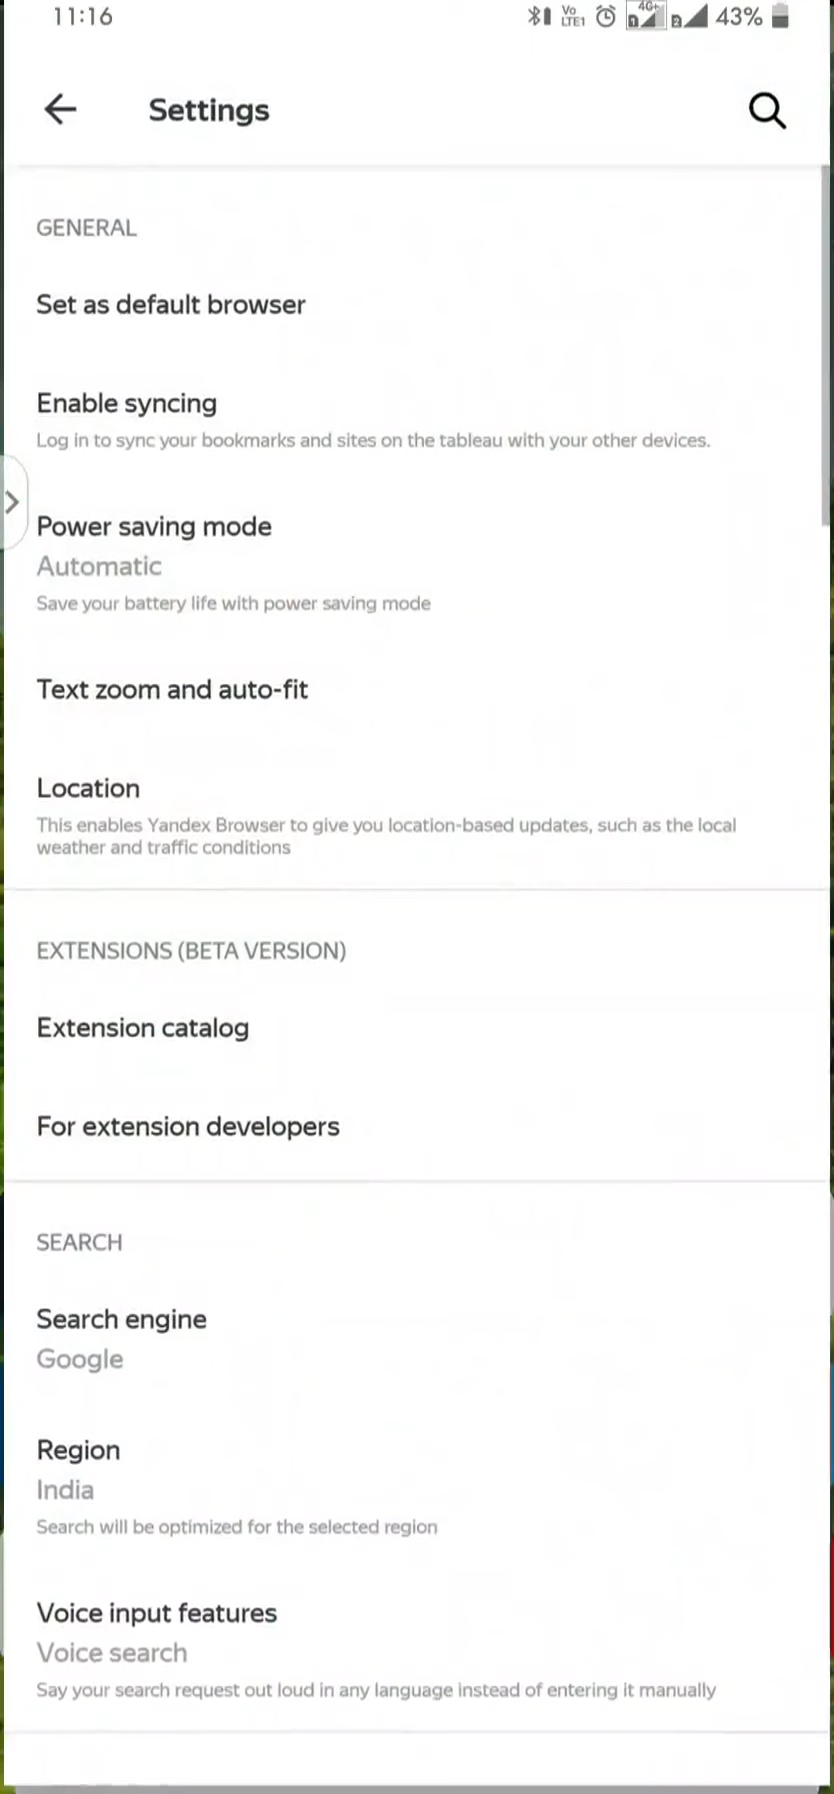 11:16
Vo
LTE1
4G+
1
2
43%
Settings
GENERAL
Set as default browser
Enable syncing
Log in to sync your bookmarks and sites on the tableau with your other devices.
Power saving mode
Automatic
Save your battery life with power saving mode
Text zoom and auto-fit
Location
This enables Yandex Browser to give you location-based updates, such as the local
weather and traffic conditions
EXTENSIONS (BETA VERSION)
Extension catalog
For extension developers
SEARCH
Search engine
Google
Region
India
Search will be optimized for the selected region
Voice input features
Voice search
Say your search request out loud in any language instead of entering it manually